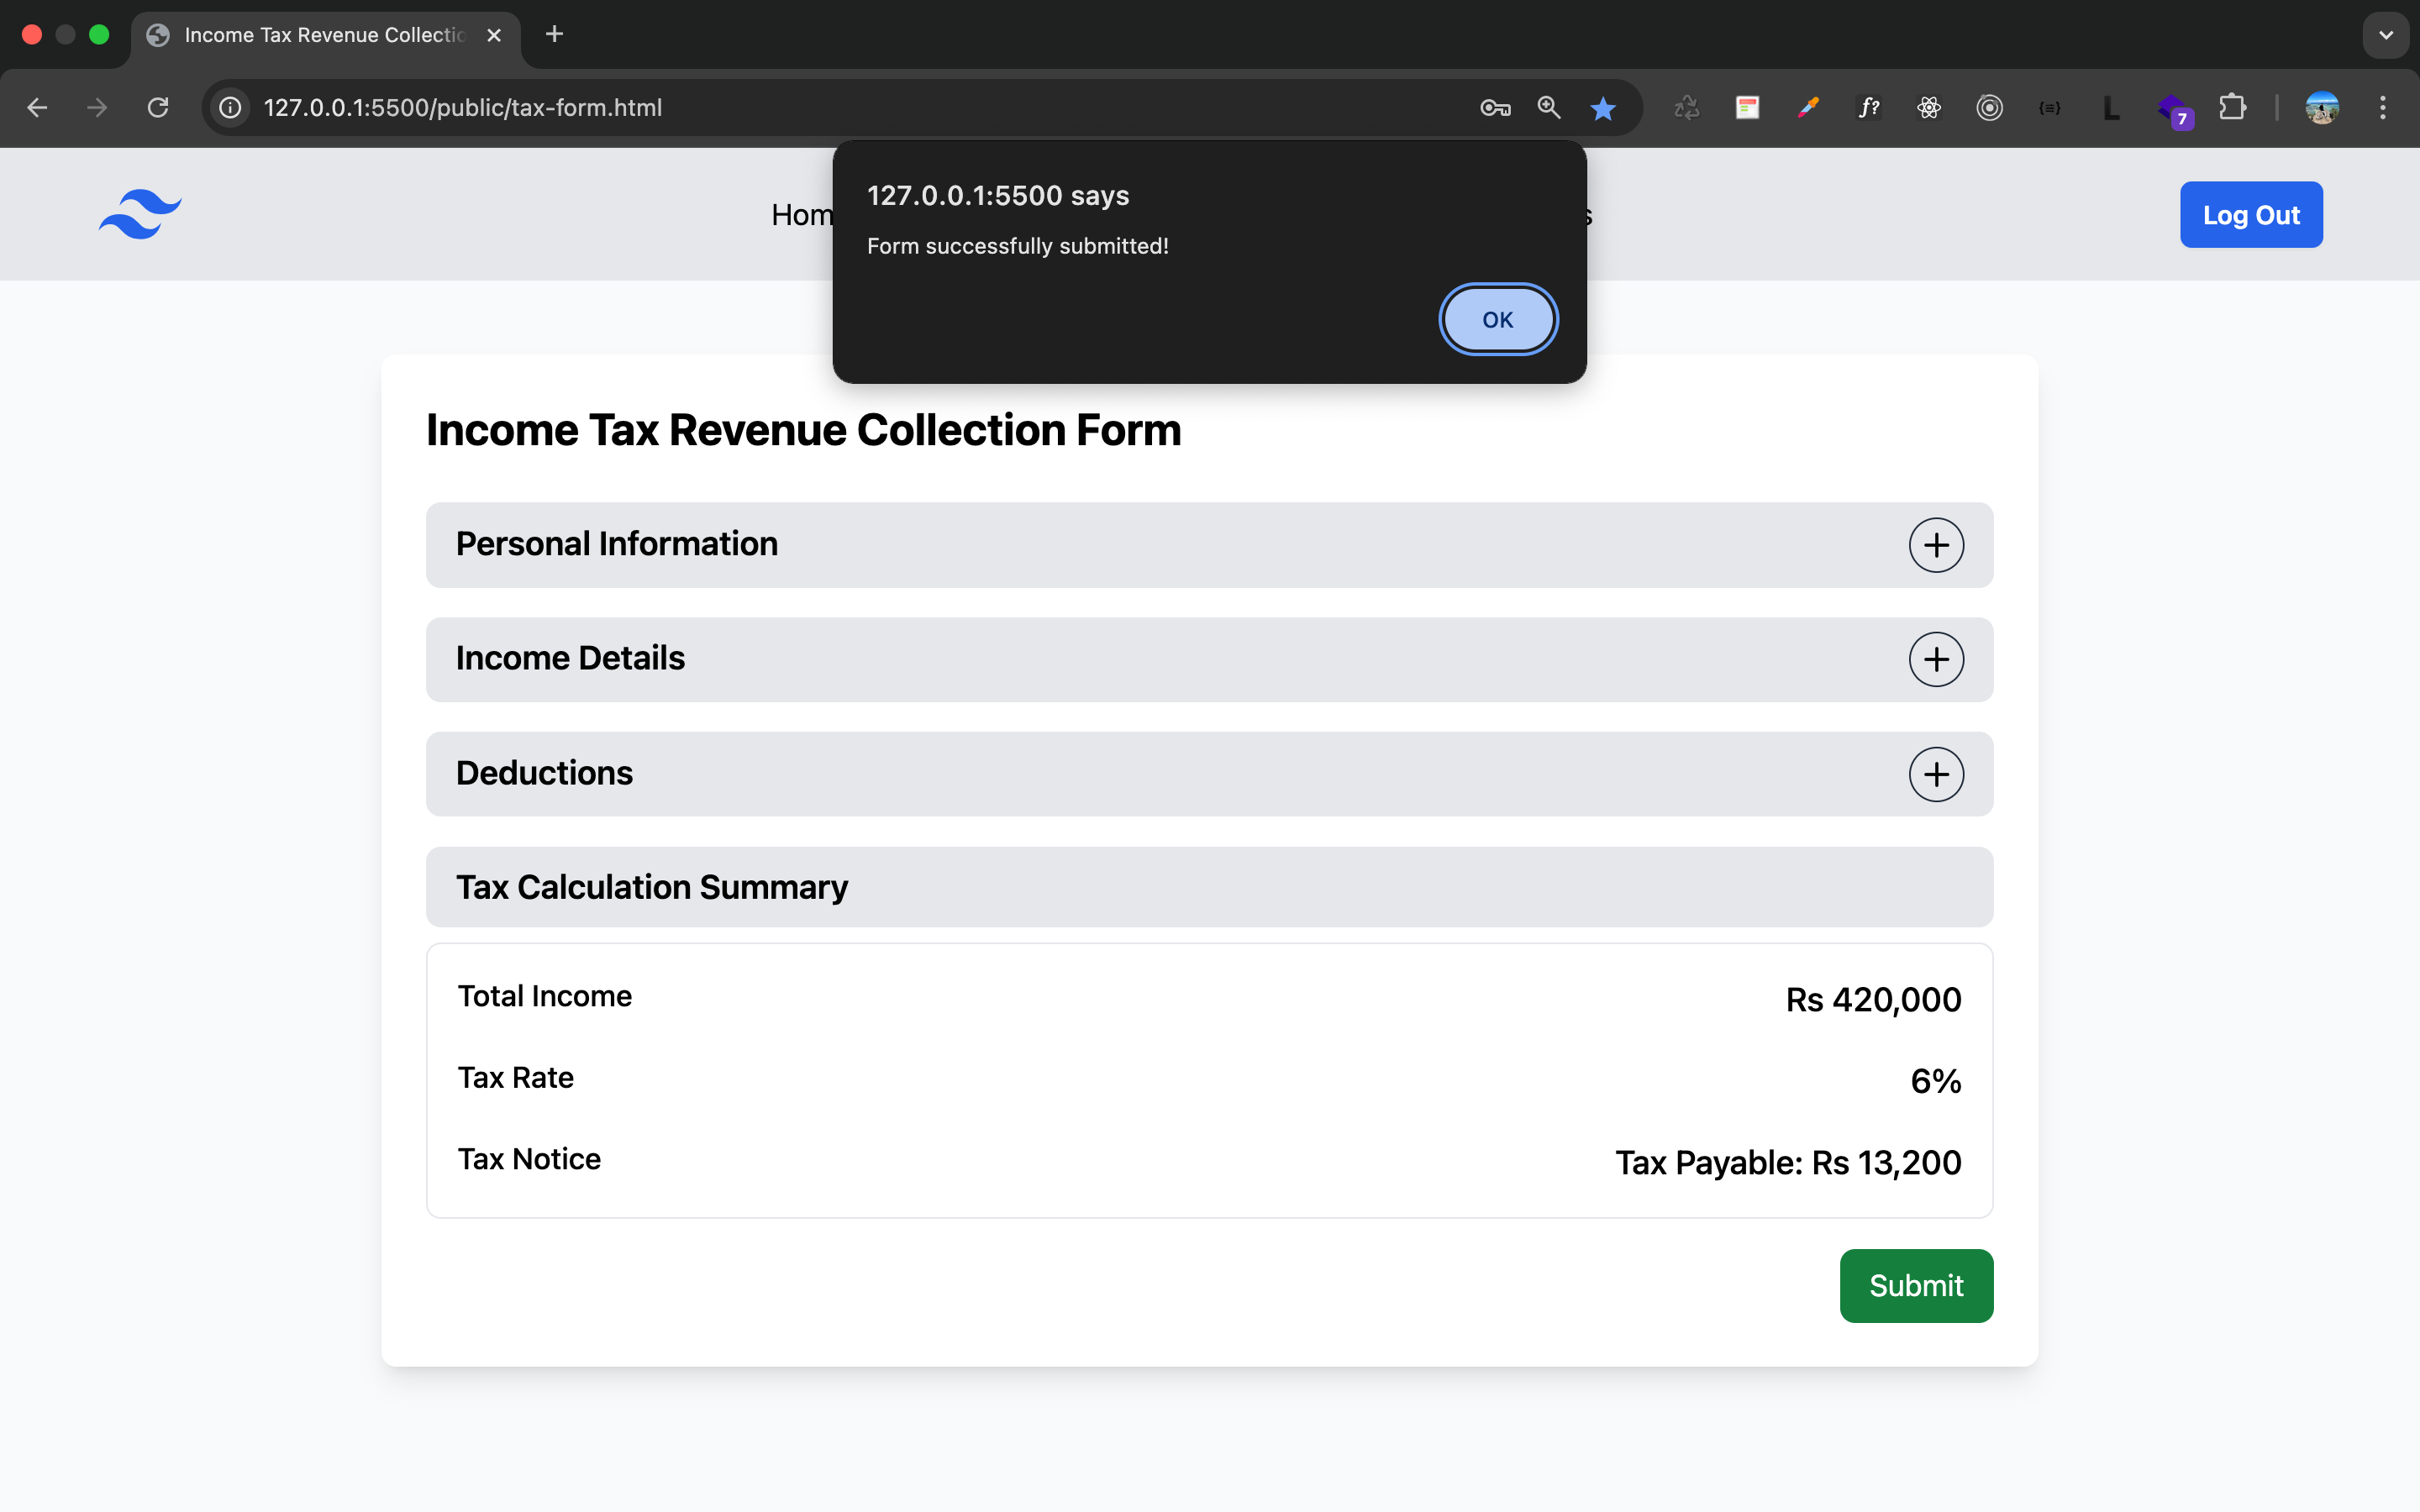 Income Tax Revenue Collectio
127.0.0.1:5500/public/tax-form.html
f?
L
7
127.0.0.1:5500 says
Form successfully submitted!
OK
Log Out
Income Tax Revenue Collection Form
Personal Information
Income Details
Deductions
Tax Calculation Summary
Total Income Rs 420,000
Tax Rate 6%
Tax Notice Tax Payable: Rs 13,200
Submit